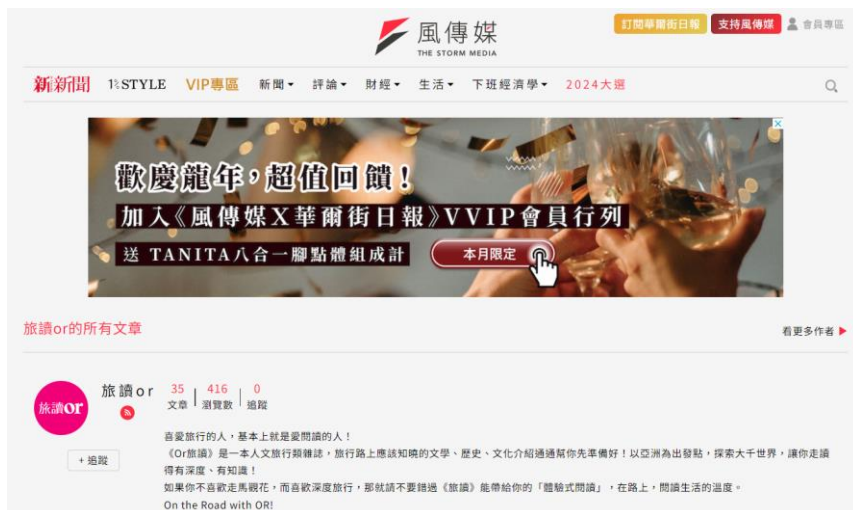 訂閱華爾街日報
支持風傳媒
會員專區
風傳媒
THE STORM MEDIA
新新聞 1%STYLE VIP專區 新聞 評論 財經 生活 下班經濟學 2024大選
歡慶龍年,超值回饋!
加入《風傳媒X華爾街日報》VVIP會員行列
送 TANITA八合一腳點體組成計
本月限定
旅讀or的所有文章
看更多作者
旅讀or
旅讀or
35 文章
416 瀏覽數
0 追蹤
+ 追蹤
喜愛旅行的人,基本上就是愛閱讀的人!
《Or旅讀》是一本人文旅行類雜誌,旅行路上應該知曉的文學、歷史、文化介紹通通幫你先準備好!以亞洲為出發點,探索大千世界,讓你走讀
得有深度、有知識!
如果你不喜歡走馬觀花,而喜歡深度旅行,那就請不要錯過《旅讀》能帶給你的「體驗式閱讀」,在路上,閱讀生活的溫度。
On the Road with OR!